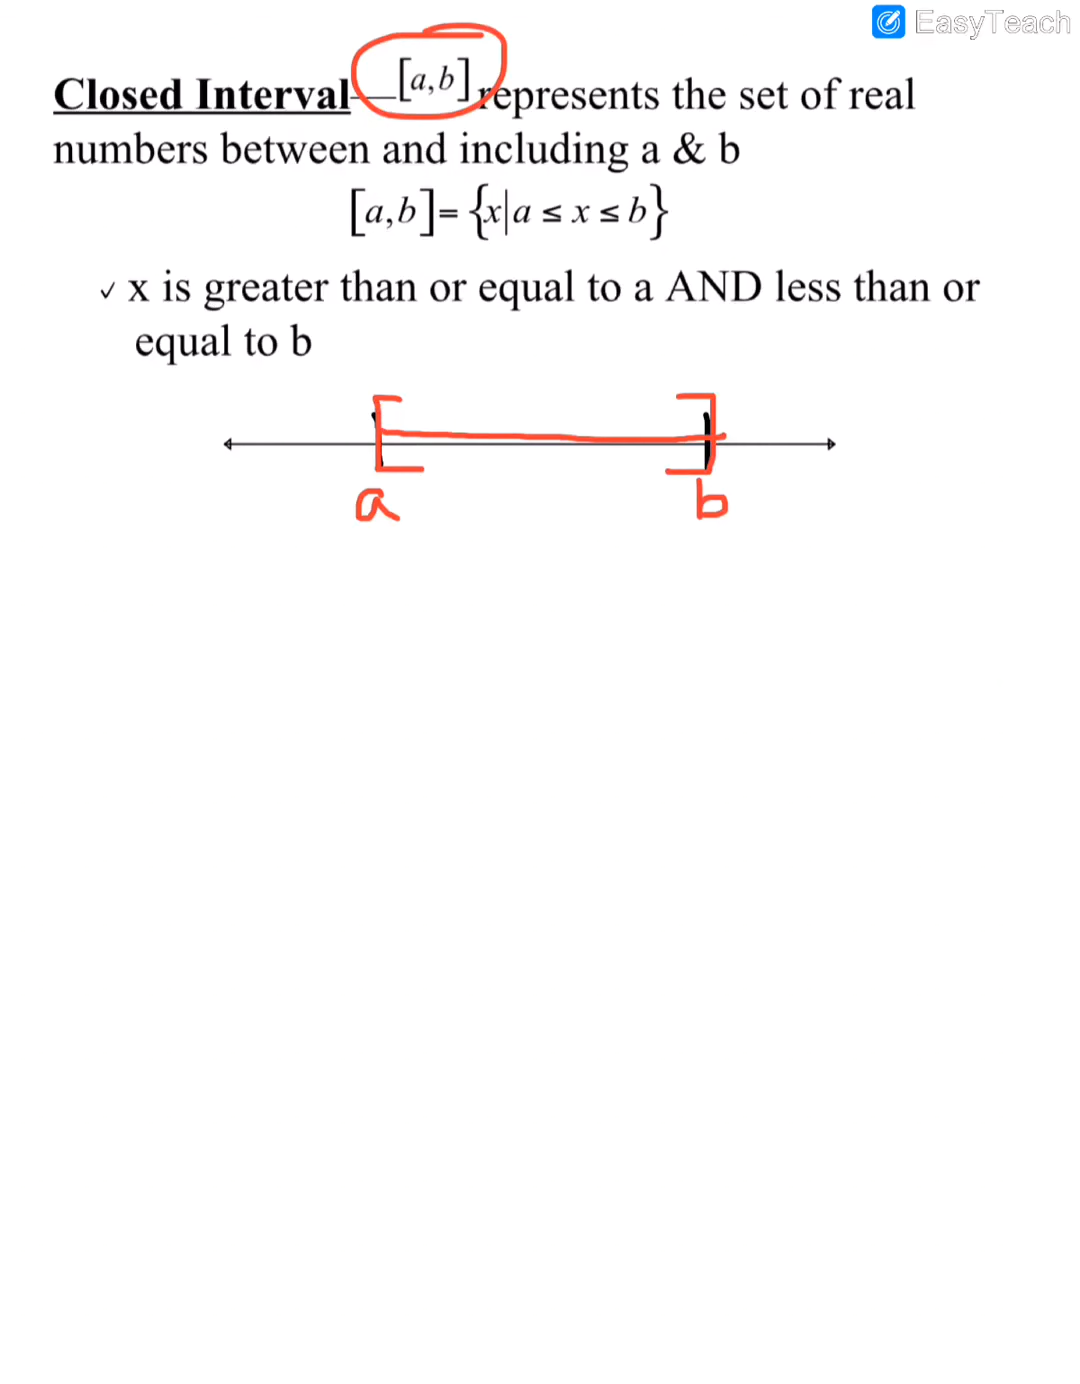 EasyTeach
Closed Interval [a,b] represents the set of real
numbers between and including a & b
[a,b]= {x|a ≤ x ≤ b}
✓ x is greater than or equal to a AND less than or
equal to b
a b